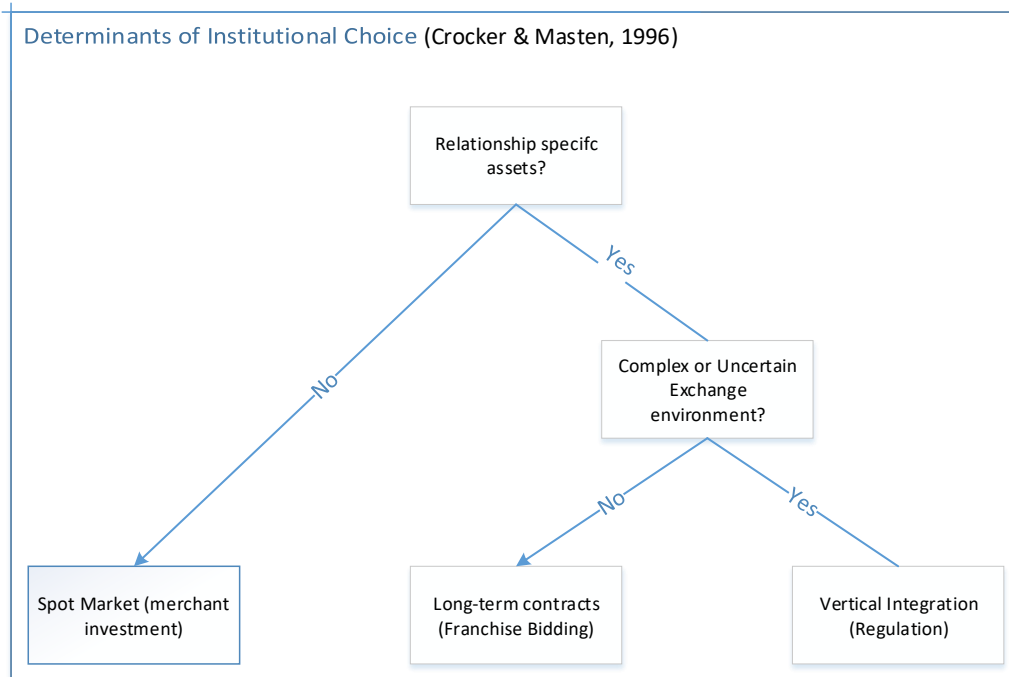 Determinants of Institutional Choice (Crocker & Masten, 1996)
Relationship specifc
assets?
Yes
Complex or Uncertain
Exchange
environment?
No
No
Yes
Spot Market (merchant
investment)
Long-term contracts
(Franchise Bidding)
Vertical Integration
(Regulation)